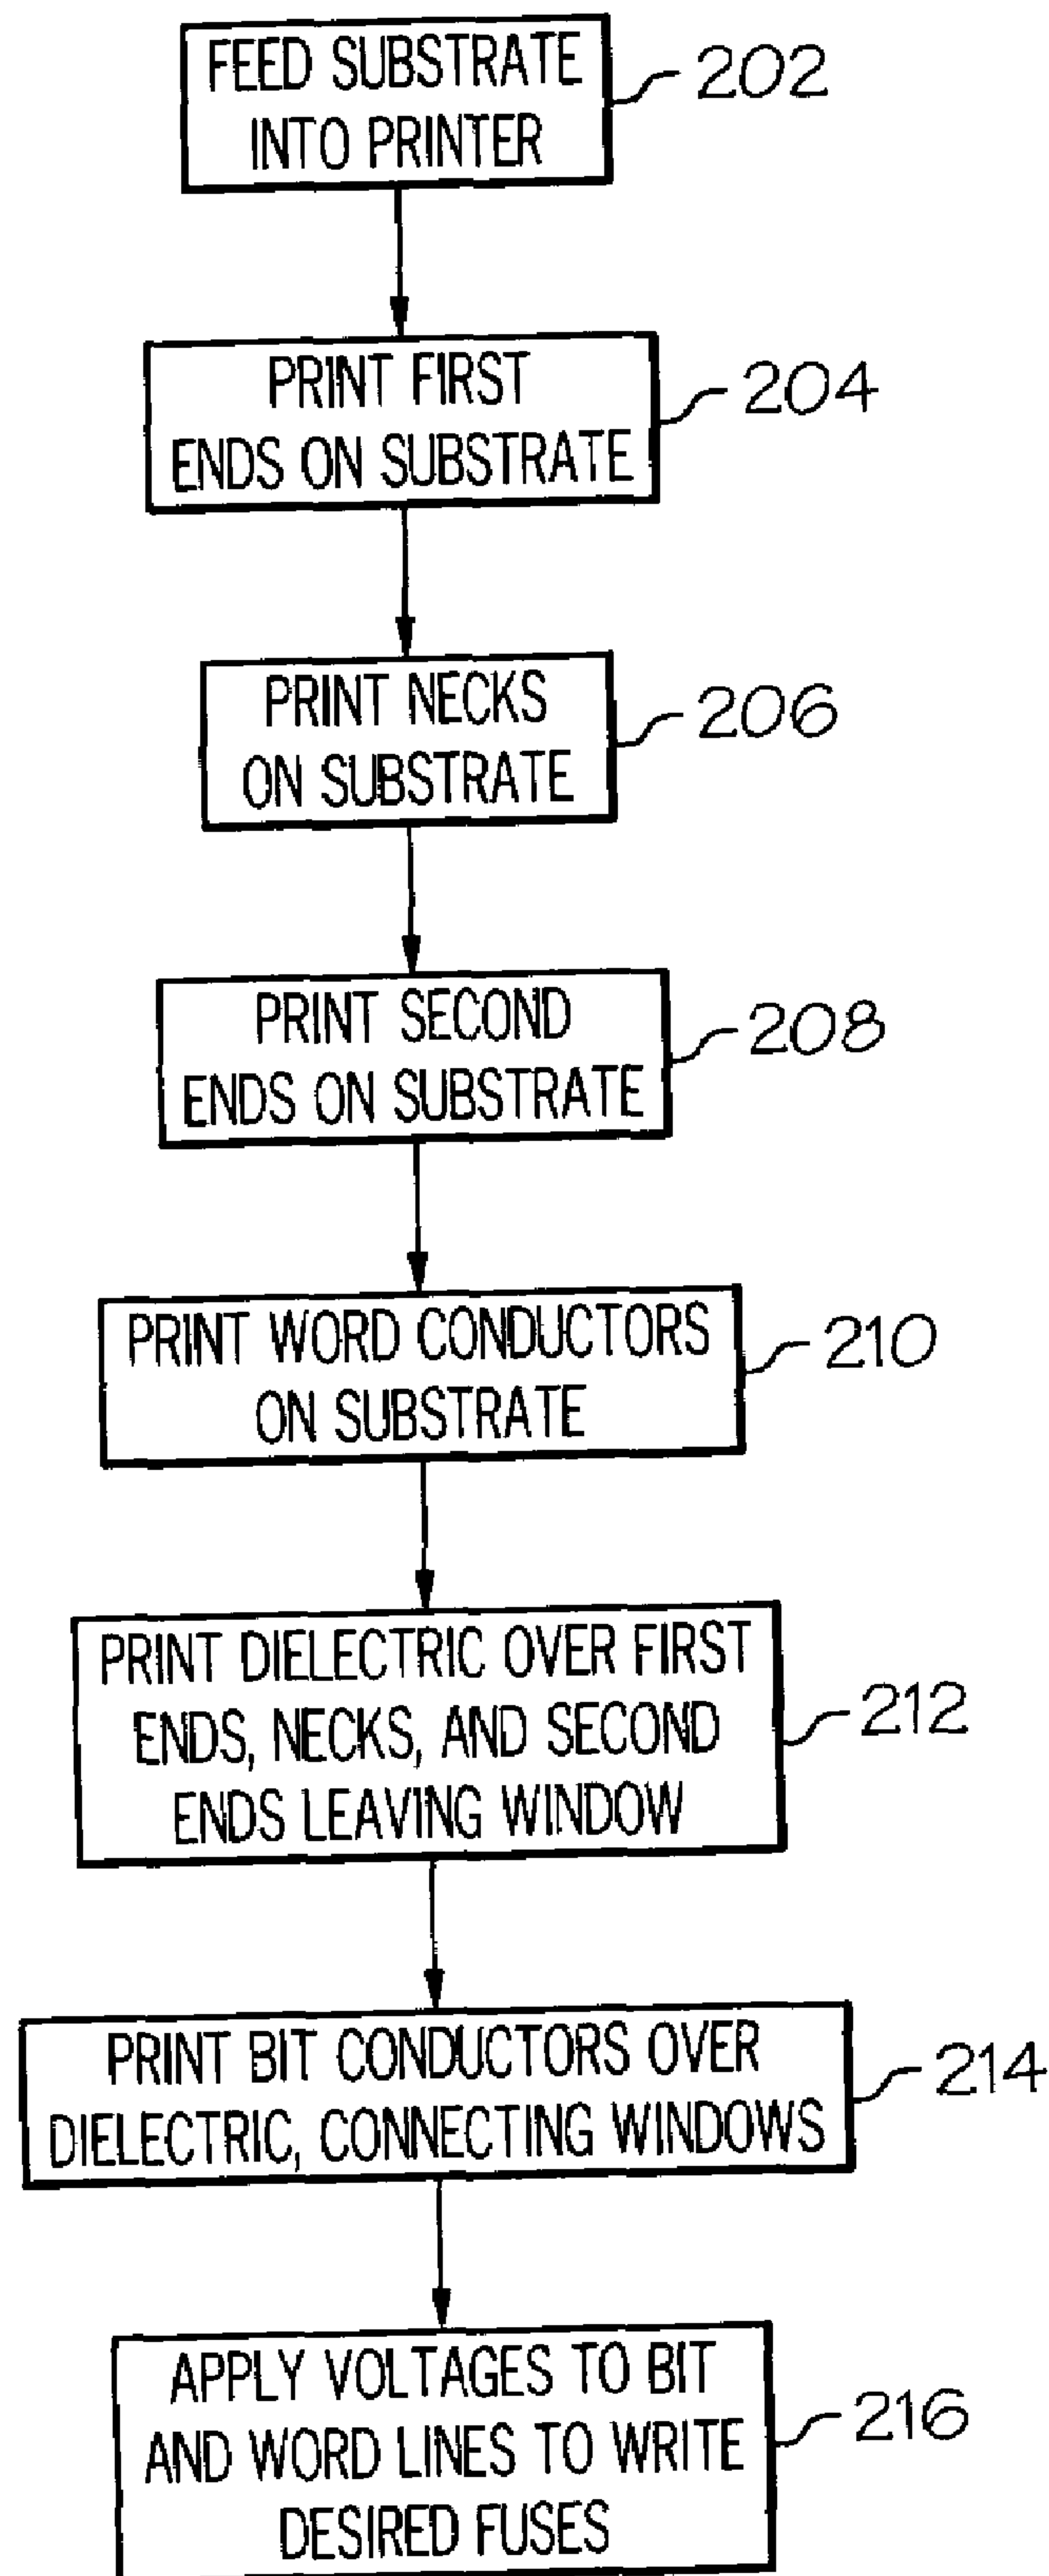 FEED SUBSTRATE
INTO PRINTER
202
PRINT FIRST
ENDS ON SUBSTRATE
204
PRINT NECKS
ON SUBSTRATE
206
PRINT SECOND
ENDS ON SUBSTRATE
208
PRINT WORD CONDUCTORS
ON SUBSTRATE
210
PRINT DIELECTRIC OVER FIRST
ENDS, NECKS, AND SECOND
ENDS LEAVING WINDOW
212
PRINT BIT CONDUCTORS OVER
DIELECTRIC, CONNECTING WINDOWS
214
APPLY VOLTAGES TO BIT
AND WORD LINES TO WRITE
DESIRED FUSES
216